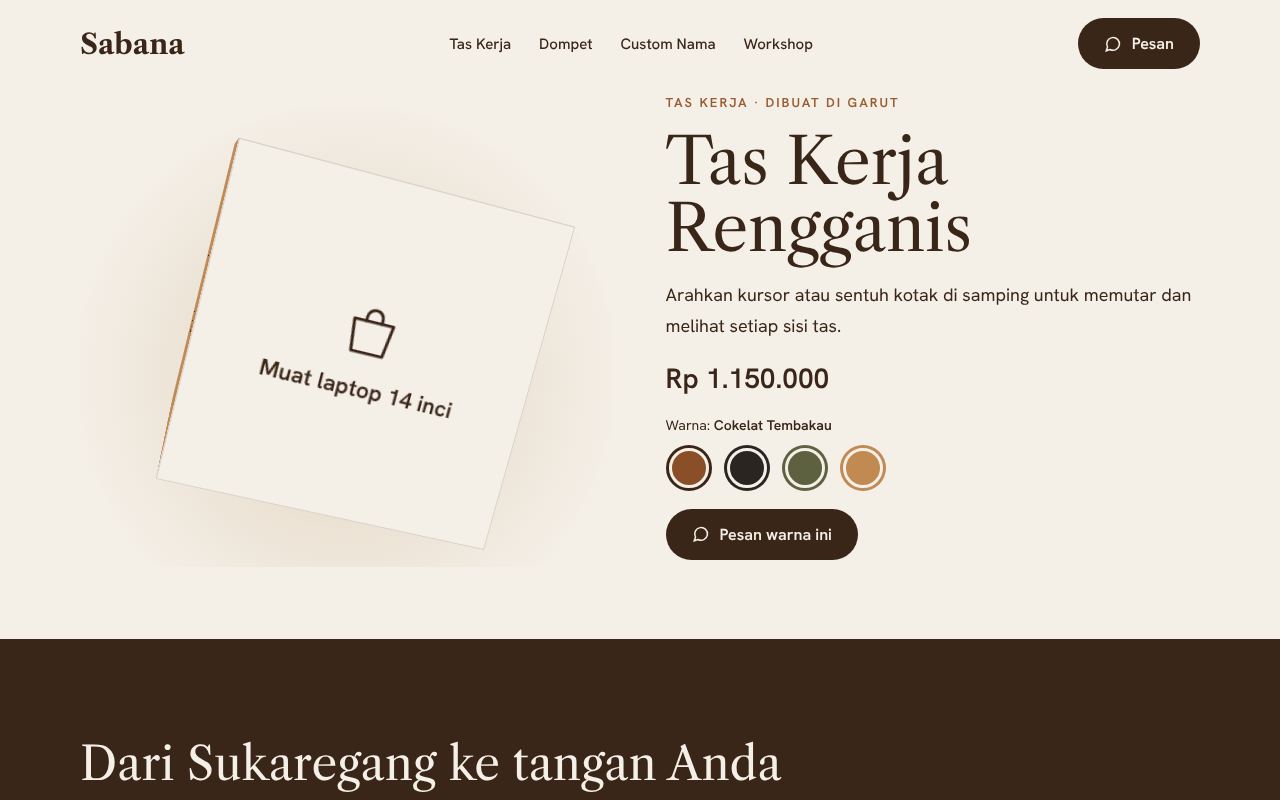 Sabana
Tas Kerja
Dompet
Custom Nama
Workshop
Pesan
TAS KERJA · DIBUAT DI GARUT
Tas Kerja
Rengganis
Arahkan kursor atau sentuh kotak di samping untuk memutar dan
melihat setiap sisi tas.
Rp 1.150.000
Warna: Cokelat Tembakau
Pesan warna ini
Muat laptop 14 inci
Dari Sukaregang ke tangan Anda